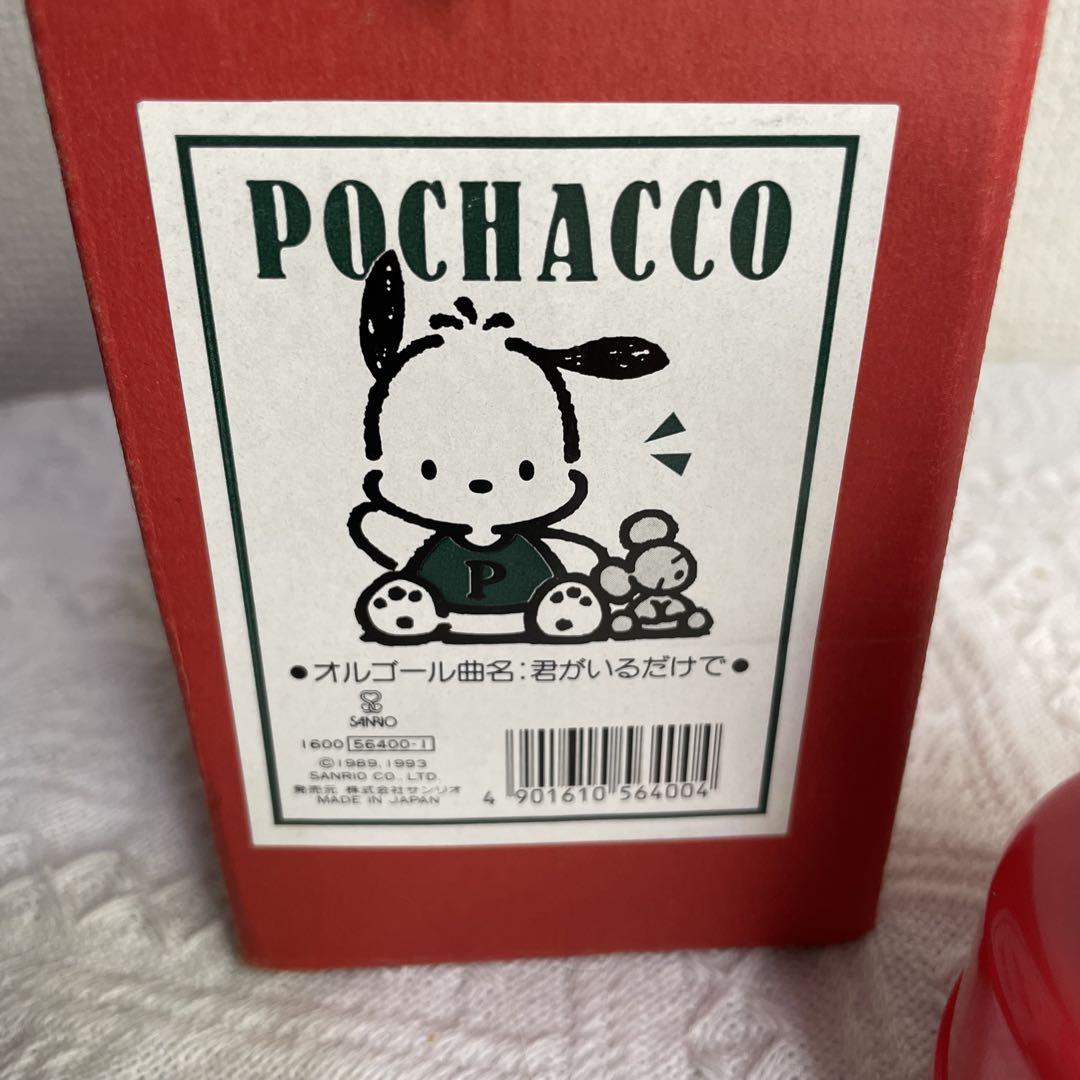 POCHACCO
P
●オルゴール曲名:君がいるだけで●
SANRIO
1600 56400-1
©1989,1993
SANRIO CO., LTD.
発売元 株式会社サンリオ
MADE IN JAPAN
4 901610 564004